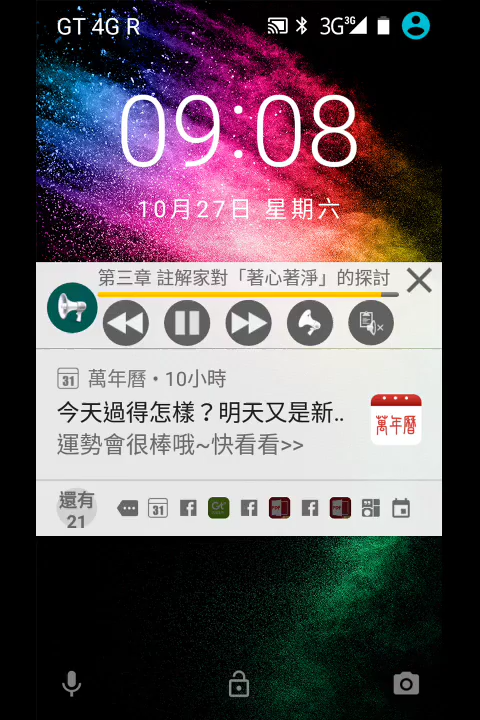 GT 4G R
3G 3G
09:08
10月27日 星期六
第三章 註解家對「著心著淨」的探討
31 萬年曆・10小時
今天過得怎樣？明天又是新..
運勢會很棒哦~快看看>>
萬年曆
還有
21
31